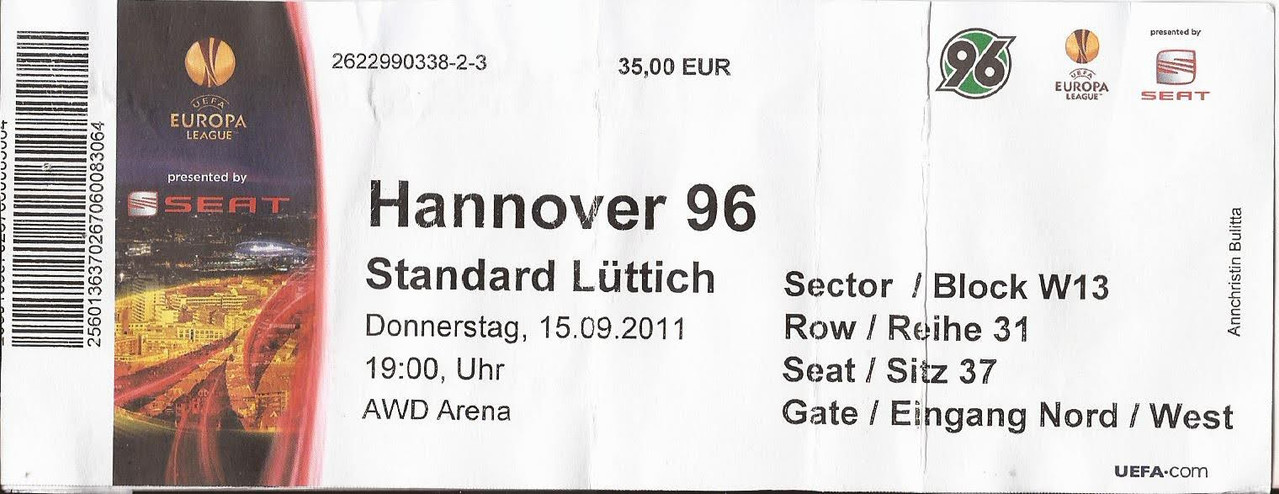 2560136370267060083064
UEFA
EUROPA
LEAGUE
presented by
SEAT
2622990338-2-3
35,00 EUR
96
UEFA
EUROPA
LEAGUE
presented by
SEAT
Hannover 96
Standard Lüttich
Donnerstag, 15.09.2011
19:00, Uhr
AWD Arena
Sector / Block W13
Row / Reihe 31
Seat / Sitz 37
Gate / Eingang Nord / West
Annchristin Bulitta
UEFA.com